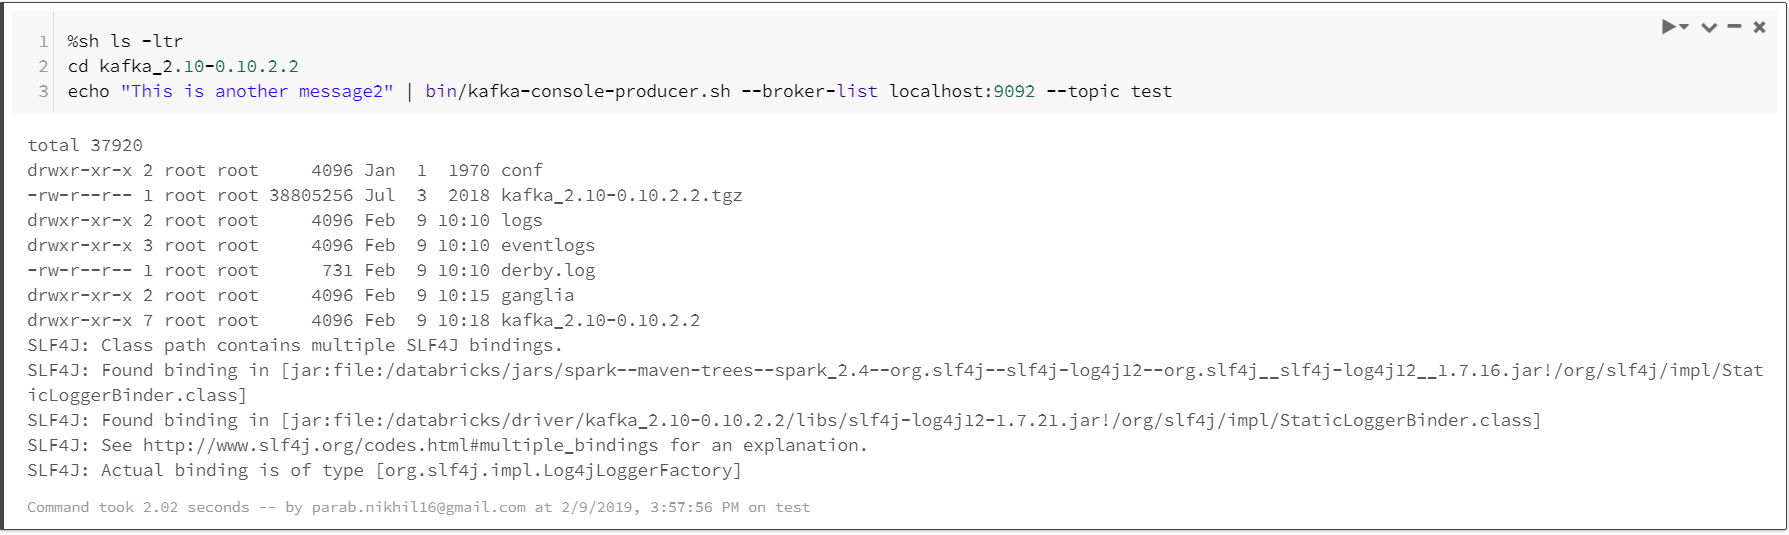 1 %sh ls -ltr
2 cd kafka_2.10-0.10.2.2
3 echo "This is another message2" | bin/kafka-console-producer.sh --broker-list localhost:9092 --topic test
total 37920
drwxr-xr-x 2 root root     4096 Jan  1  1970 conf
-rw-r--r-- 1 root root 38805256 Jul  3  2018 kafka_2.10-0.10.2.2.tgz
drwxr-xr-x 2 root root     4096 Feb  9 10:10 logs
drwxr-xr-x 3 root root     4096 Feb  9 10:10 eventlogs
-rw-r--r-- 1 root root      731 Feb  9 10:10 derby.log
drwxr-xr-x 2 root root     4096 Feb  9 10:15 ganglia
drwxr-xr-x 7 root root     4096 Feb  9 10:18 kafka_2.10-0.10.2.2
SLF4J: Class path contains multiple SLF4J bindings.
SLF4J: Found binding in [jar:file:/databricks/jars/spark--maven-trees--spark_2.4--org.slf4j--slf4j-log4j12--org.slf4j__slf4j-log4j12__1.7.16.jar!/org/slf4j/impl/Stat
icLoggerBinder.class]
SLF4J: Found binding in [jar:file:/databricks/driver/kafka_2.10-0.10.2.2/libs/slf4j-log4j12-1.7.21.jar!/org/slf4j/impl/StaticLoggerBinder.class]
SLF4J: See http://www.slf4j.org/codes.html#multiple_bindings for an explanation.
SLF4J: Actual binding is of type [org.slf4j.impl.Log4jLoggerFactory]
Command took 2.02 seconds -- by parab.nikhil16@gmail.com at 2/9/2019, 3:57:56 PM on test